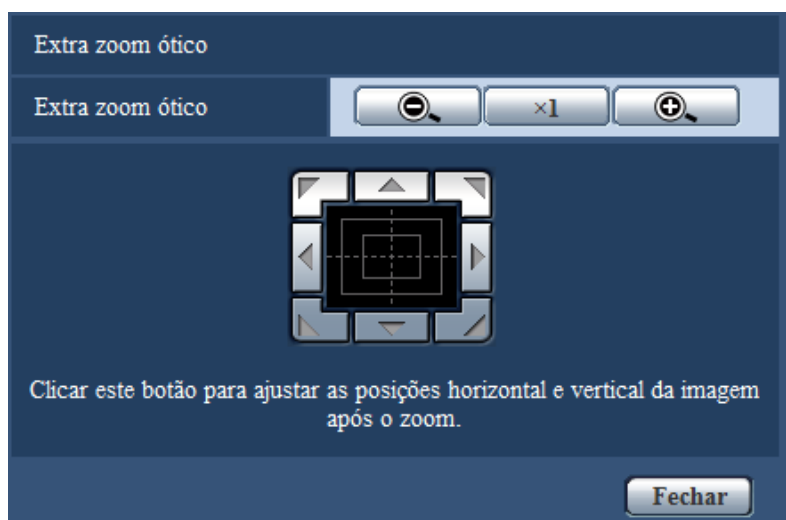 Extra zoom ótico
Extra zoom ótico
×1
Clicar este botão para ajustar as posições horizontal e vertical da imagem
após o zoom.
Fechar